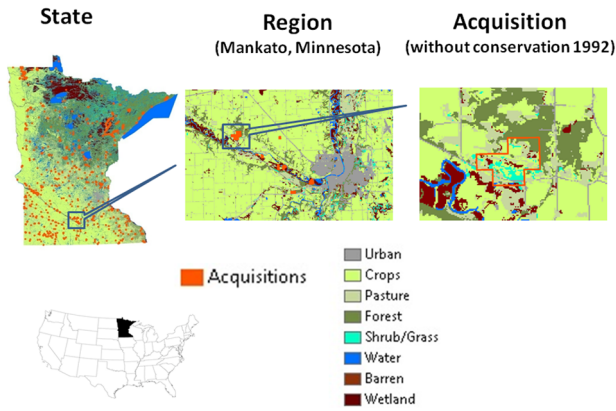 State
Region
(Mankato, Minnesota)
Acquisition
(without conservation 1992)
Acquisitions
Urban
Crops
Pasture
Forest
Shrub/Grass
Water
Barren
Wetland